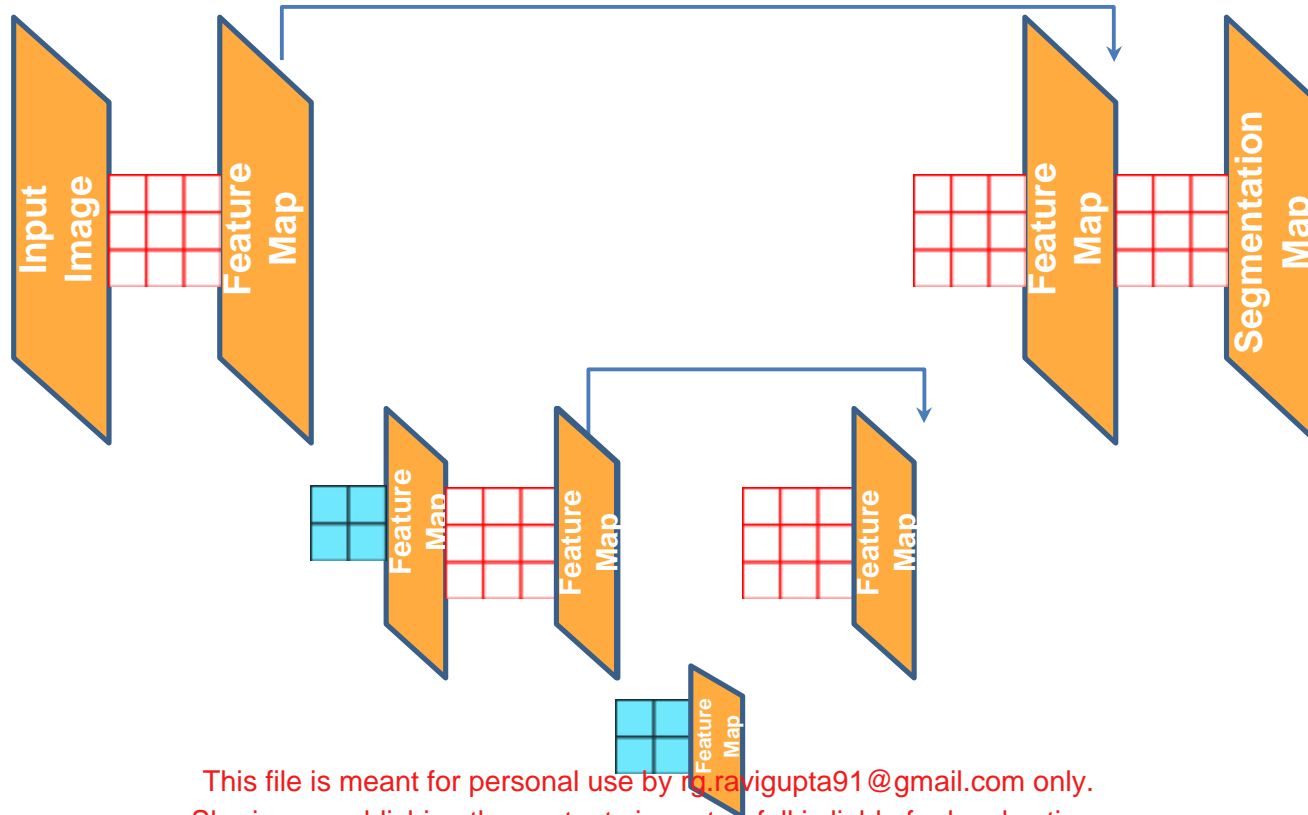 Input
Image
Feature
Map
Feature
Map
Segmentation
Map
Feature
Map
Feature
Map
Feature
Map
Feature
Map
This file is meant for personal use by rg.ravigupta91@gmail.com only.